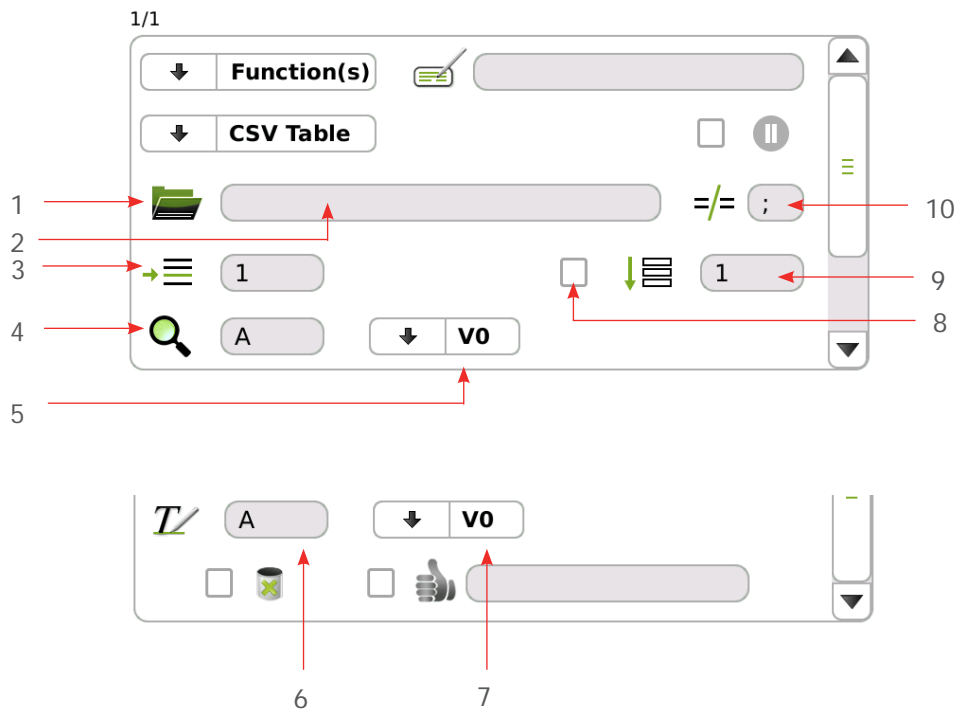 1/1
Function(s)
CSV Table
1
2
=/= ;
10
3
1
1
9
8
4
A
V0
5
A
V0
6
7